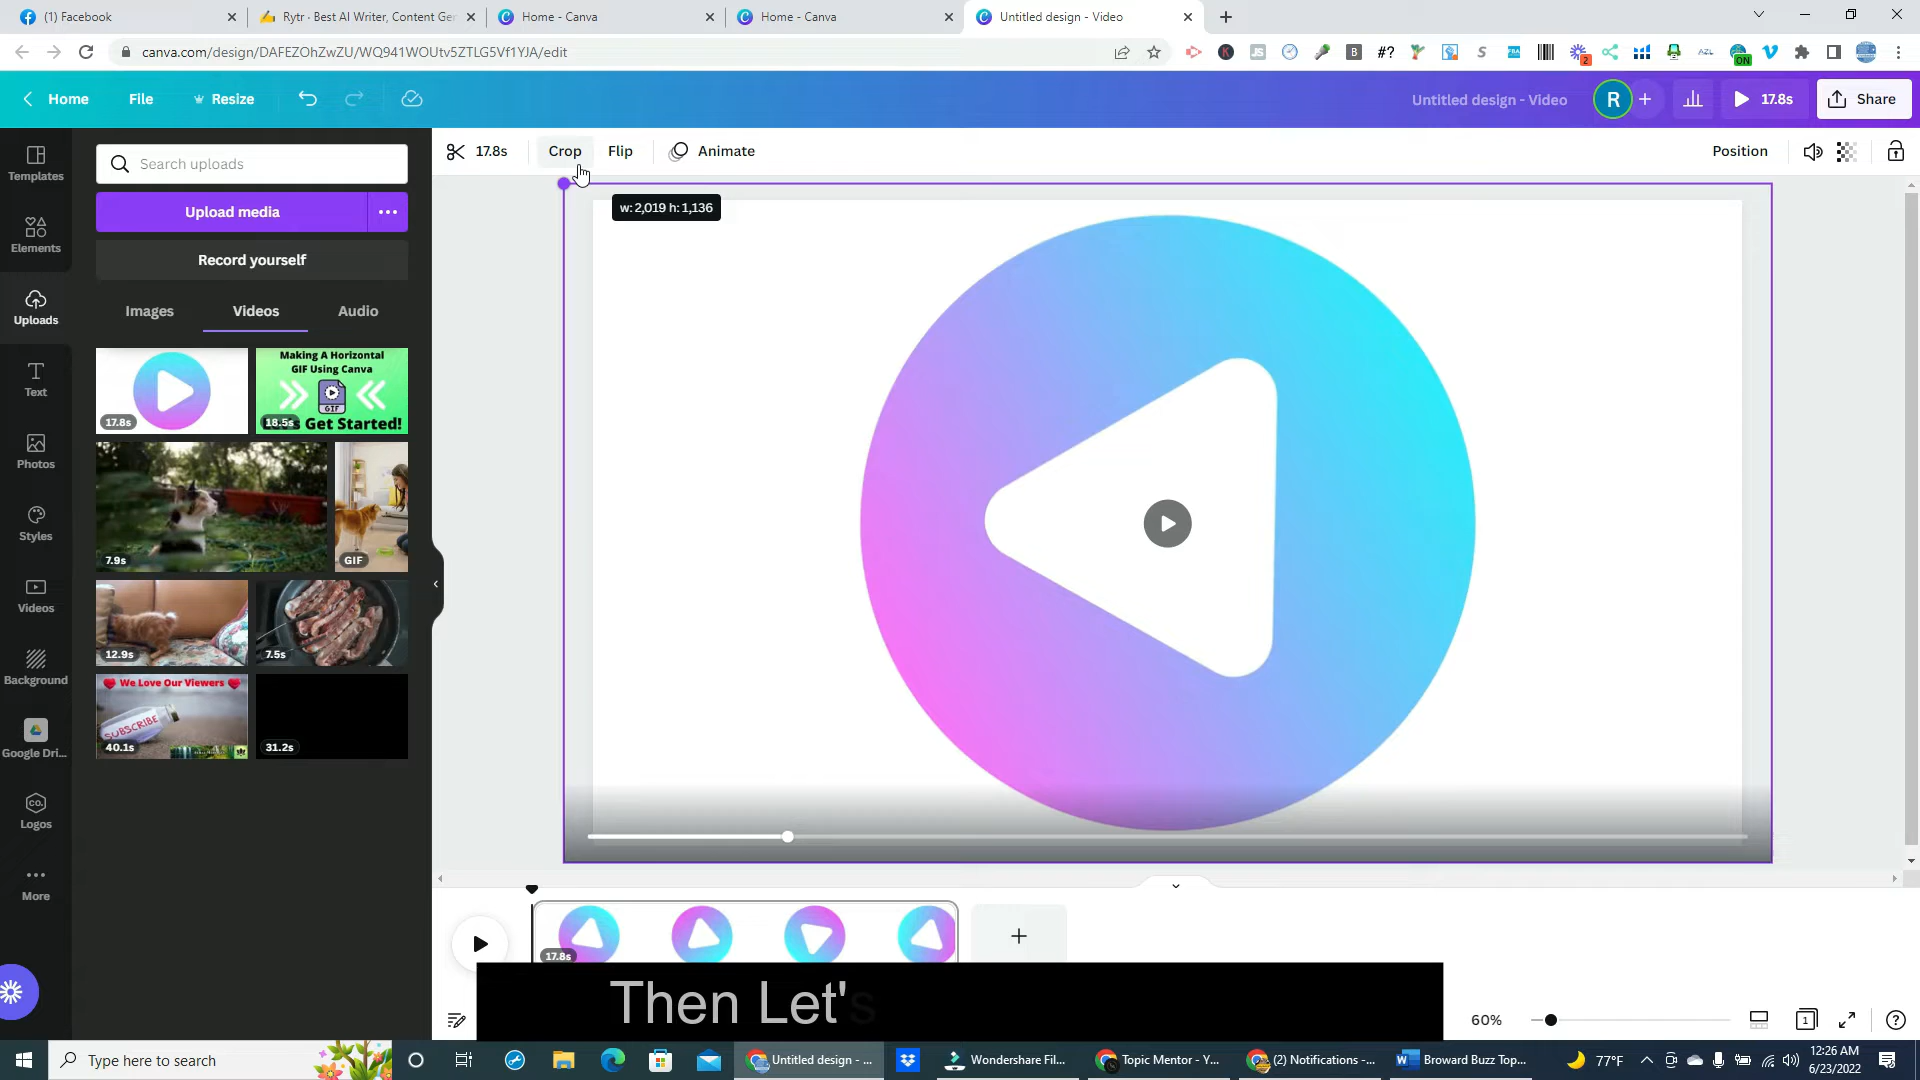 (1) Facebook
Rytr - Best AI Writer, Content Ger
Home - Canva
Home - Canva
Untitled design - Video
canva.com/design/DAFEZOhZwZU/WQ941WOUtv5ZTLG5Vf1YJA/edit
ON
2
Home
File
Resize
Untitled design - Video
R
17.8s
Share
Templates
Elements
Uploads
Text
Photos
Styles
Videos
Background
Google Dri...
Logos
More
Search uploads
Upload media
Record yourself
Images
Videos
Audio
17.8s
Making A Horizontal
GIF Using Canva
GIF
18.5s
Let's Get Started!
7.9s
GIF
12.9s
7.5s
We Love Our Viewers
SUBSCRIBE
40.1s
31.2s
17.8s
Crop
Flip
Animate
Position
w: 2,019 h: 1,136
17.8s
Then Let's
60%
1
Type here to search
Untitled design - ...
Wondershare Fil...
Topic Mentor - Y...
(2) Notifications -...
Broward Buzz Top...
77°F
12:26 AM
6/23/2022